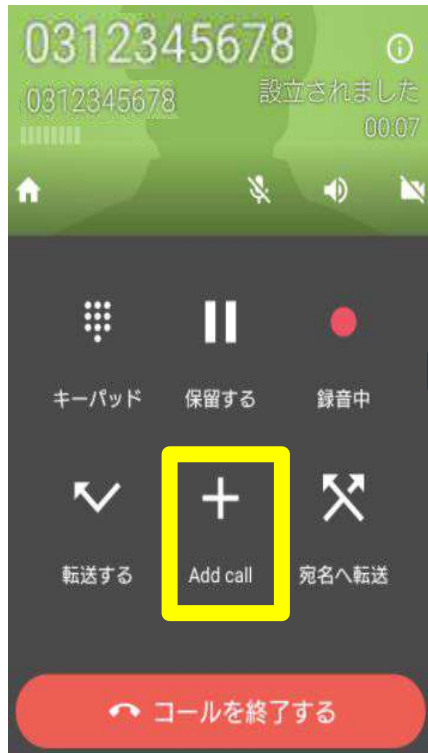 0312345678
0312345678
設立されました
00:07
キーパッド 保留する 録音中
転送する Add call 宛名へ転送
コールを終了する